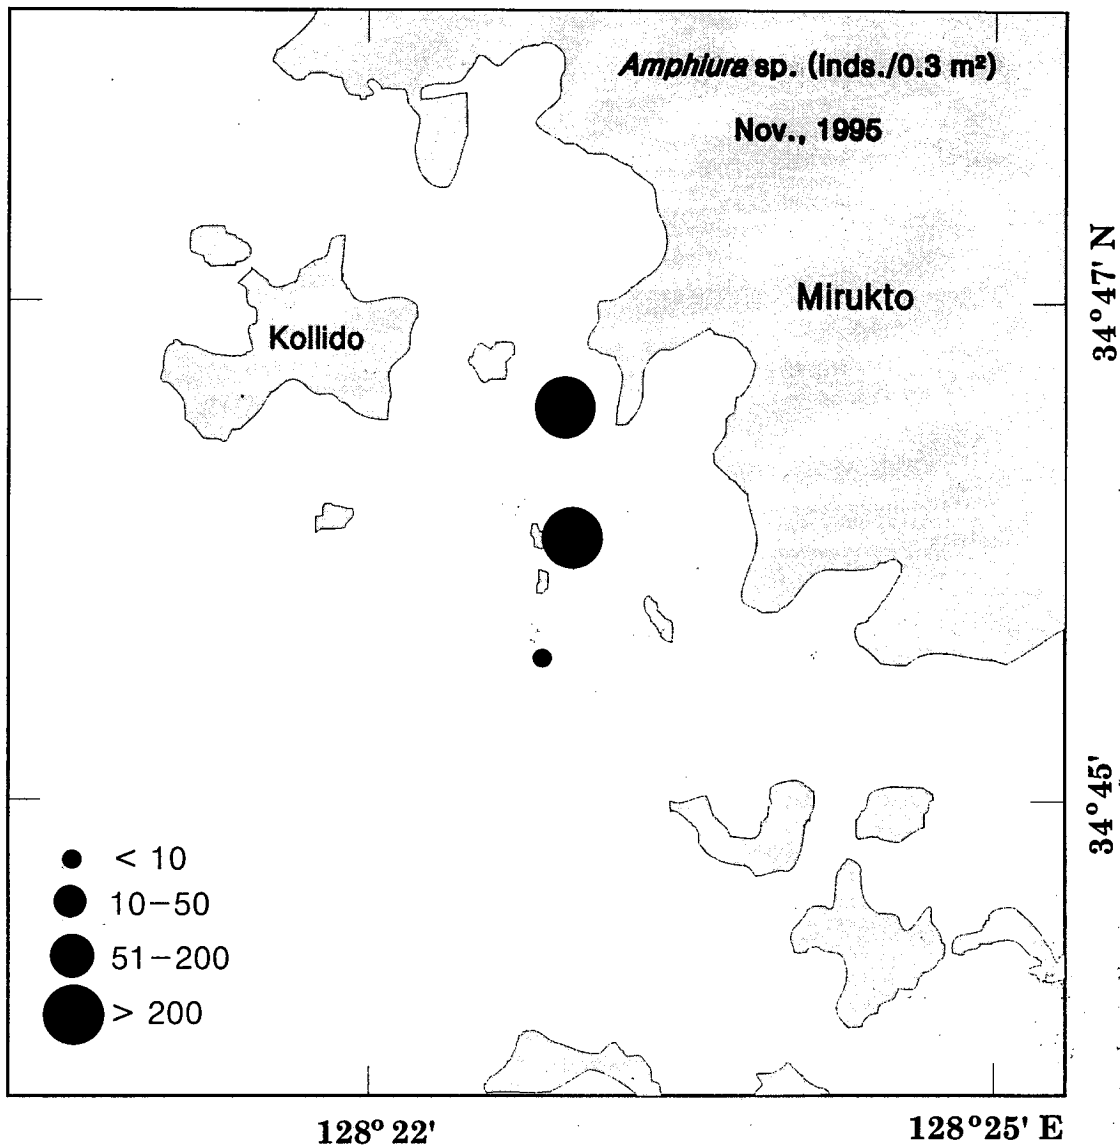 Amphiura sp. (inds./0.3 m²)
Nov., 1995
34°47' N
Mirukto
Kollido
34°45'
< 10
10-50
51-200
> 200
128°22'
128°25' E